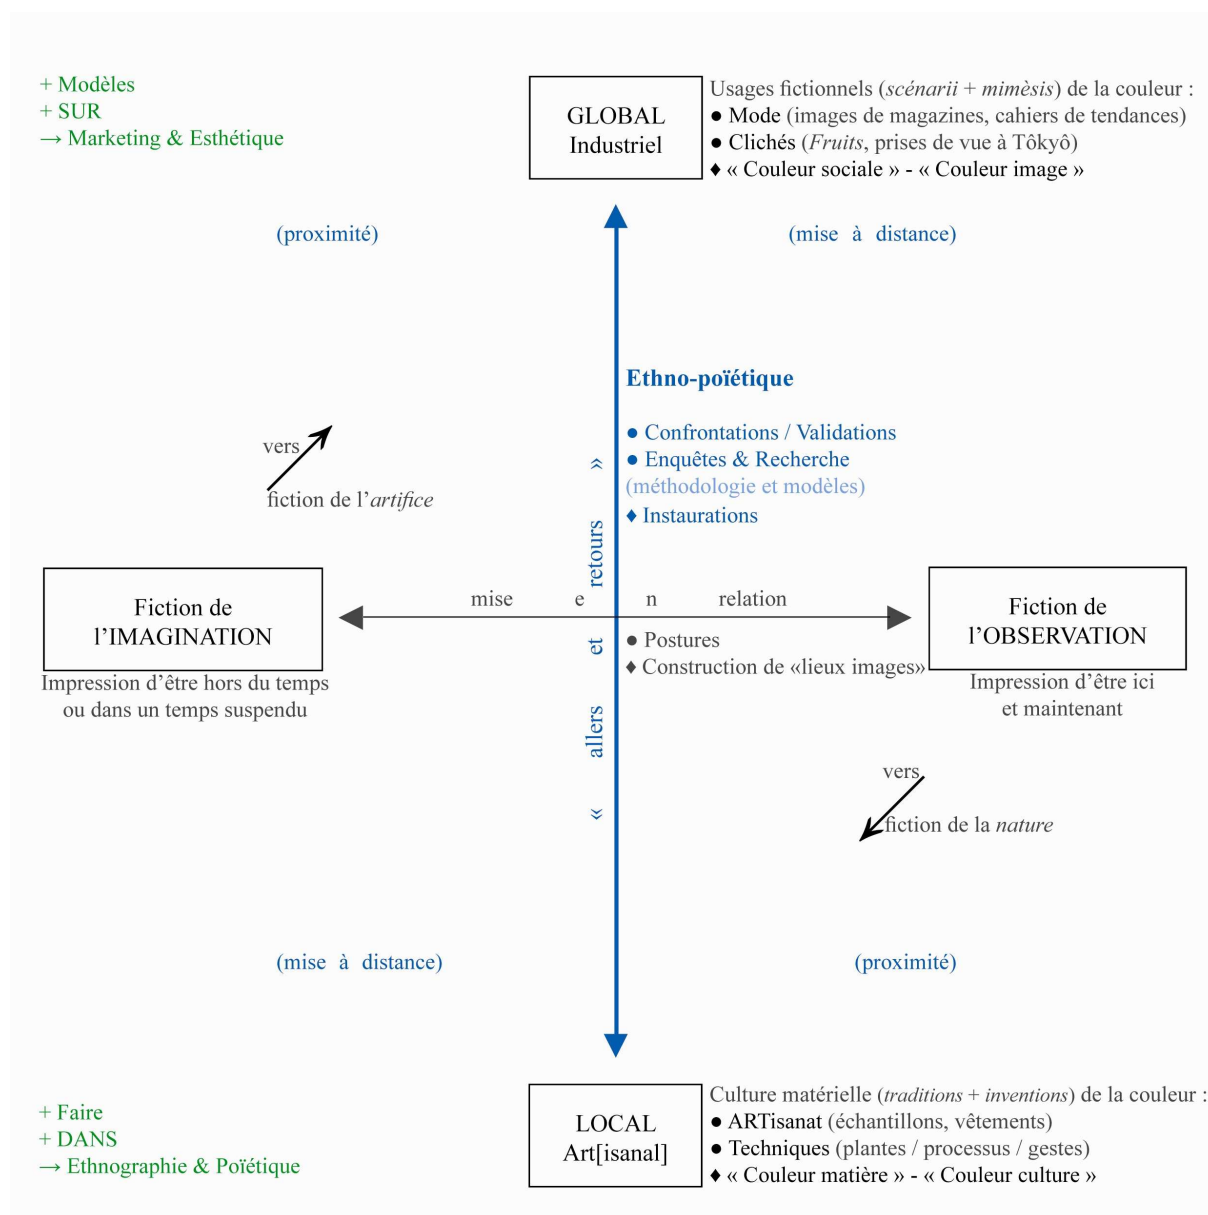 + Modèles
+ SUR
→ Marketing & Esthétique
GLOBAL
Industriel
Usages fictionnels (scénarii + mimèsis) de la couleur :
● Mode (images de magazines, cahiers de tendances)
● Clichés (Fruits, prises de vue à Tôkyô)
♦ « Couleur sociale » - « Couleur image »
(proximité)
(mise à distance)
Ethno-poïétique
● Confrontations / Validations
● Enquêtes & Recherche
(méthodologie et modèles)
♦ Instaurations
vers
fiction de l’artifice
« allers et retours »
mise en relation
Fiction de
l’IMAGINATION
Impression d’être hors du temps
ou dans un temps suspendu
● Postures
♦ Construction de «lieux images»
Fiction de
l’OBSERVATION
Impression d’être ici
et maintenant
vers
fiction de la nature
(mise à distance)
(proximité)
+ Faire
+ DANS
→ Ethnographie & Poïétique
LOCAL
Art[isanal]
Culture matérielle (traditions + inventions) de la couleur :
● ARTisanat (échantillons, vêtements)
● Techniques (plantes / processus / gestes)
♦ « Couleur matière » - « Couleur culture »